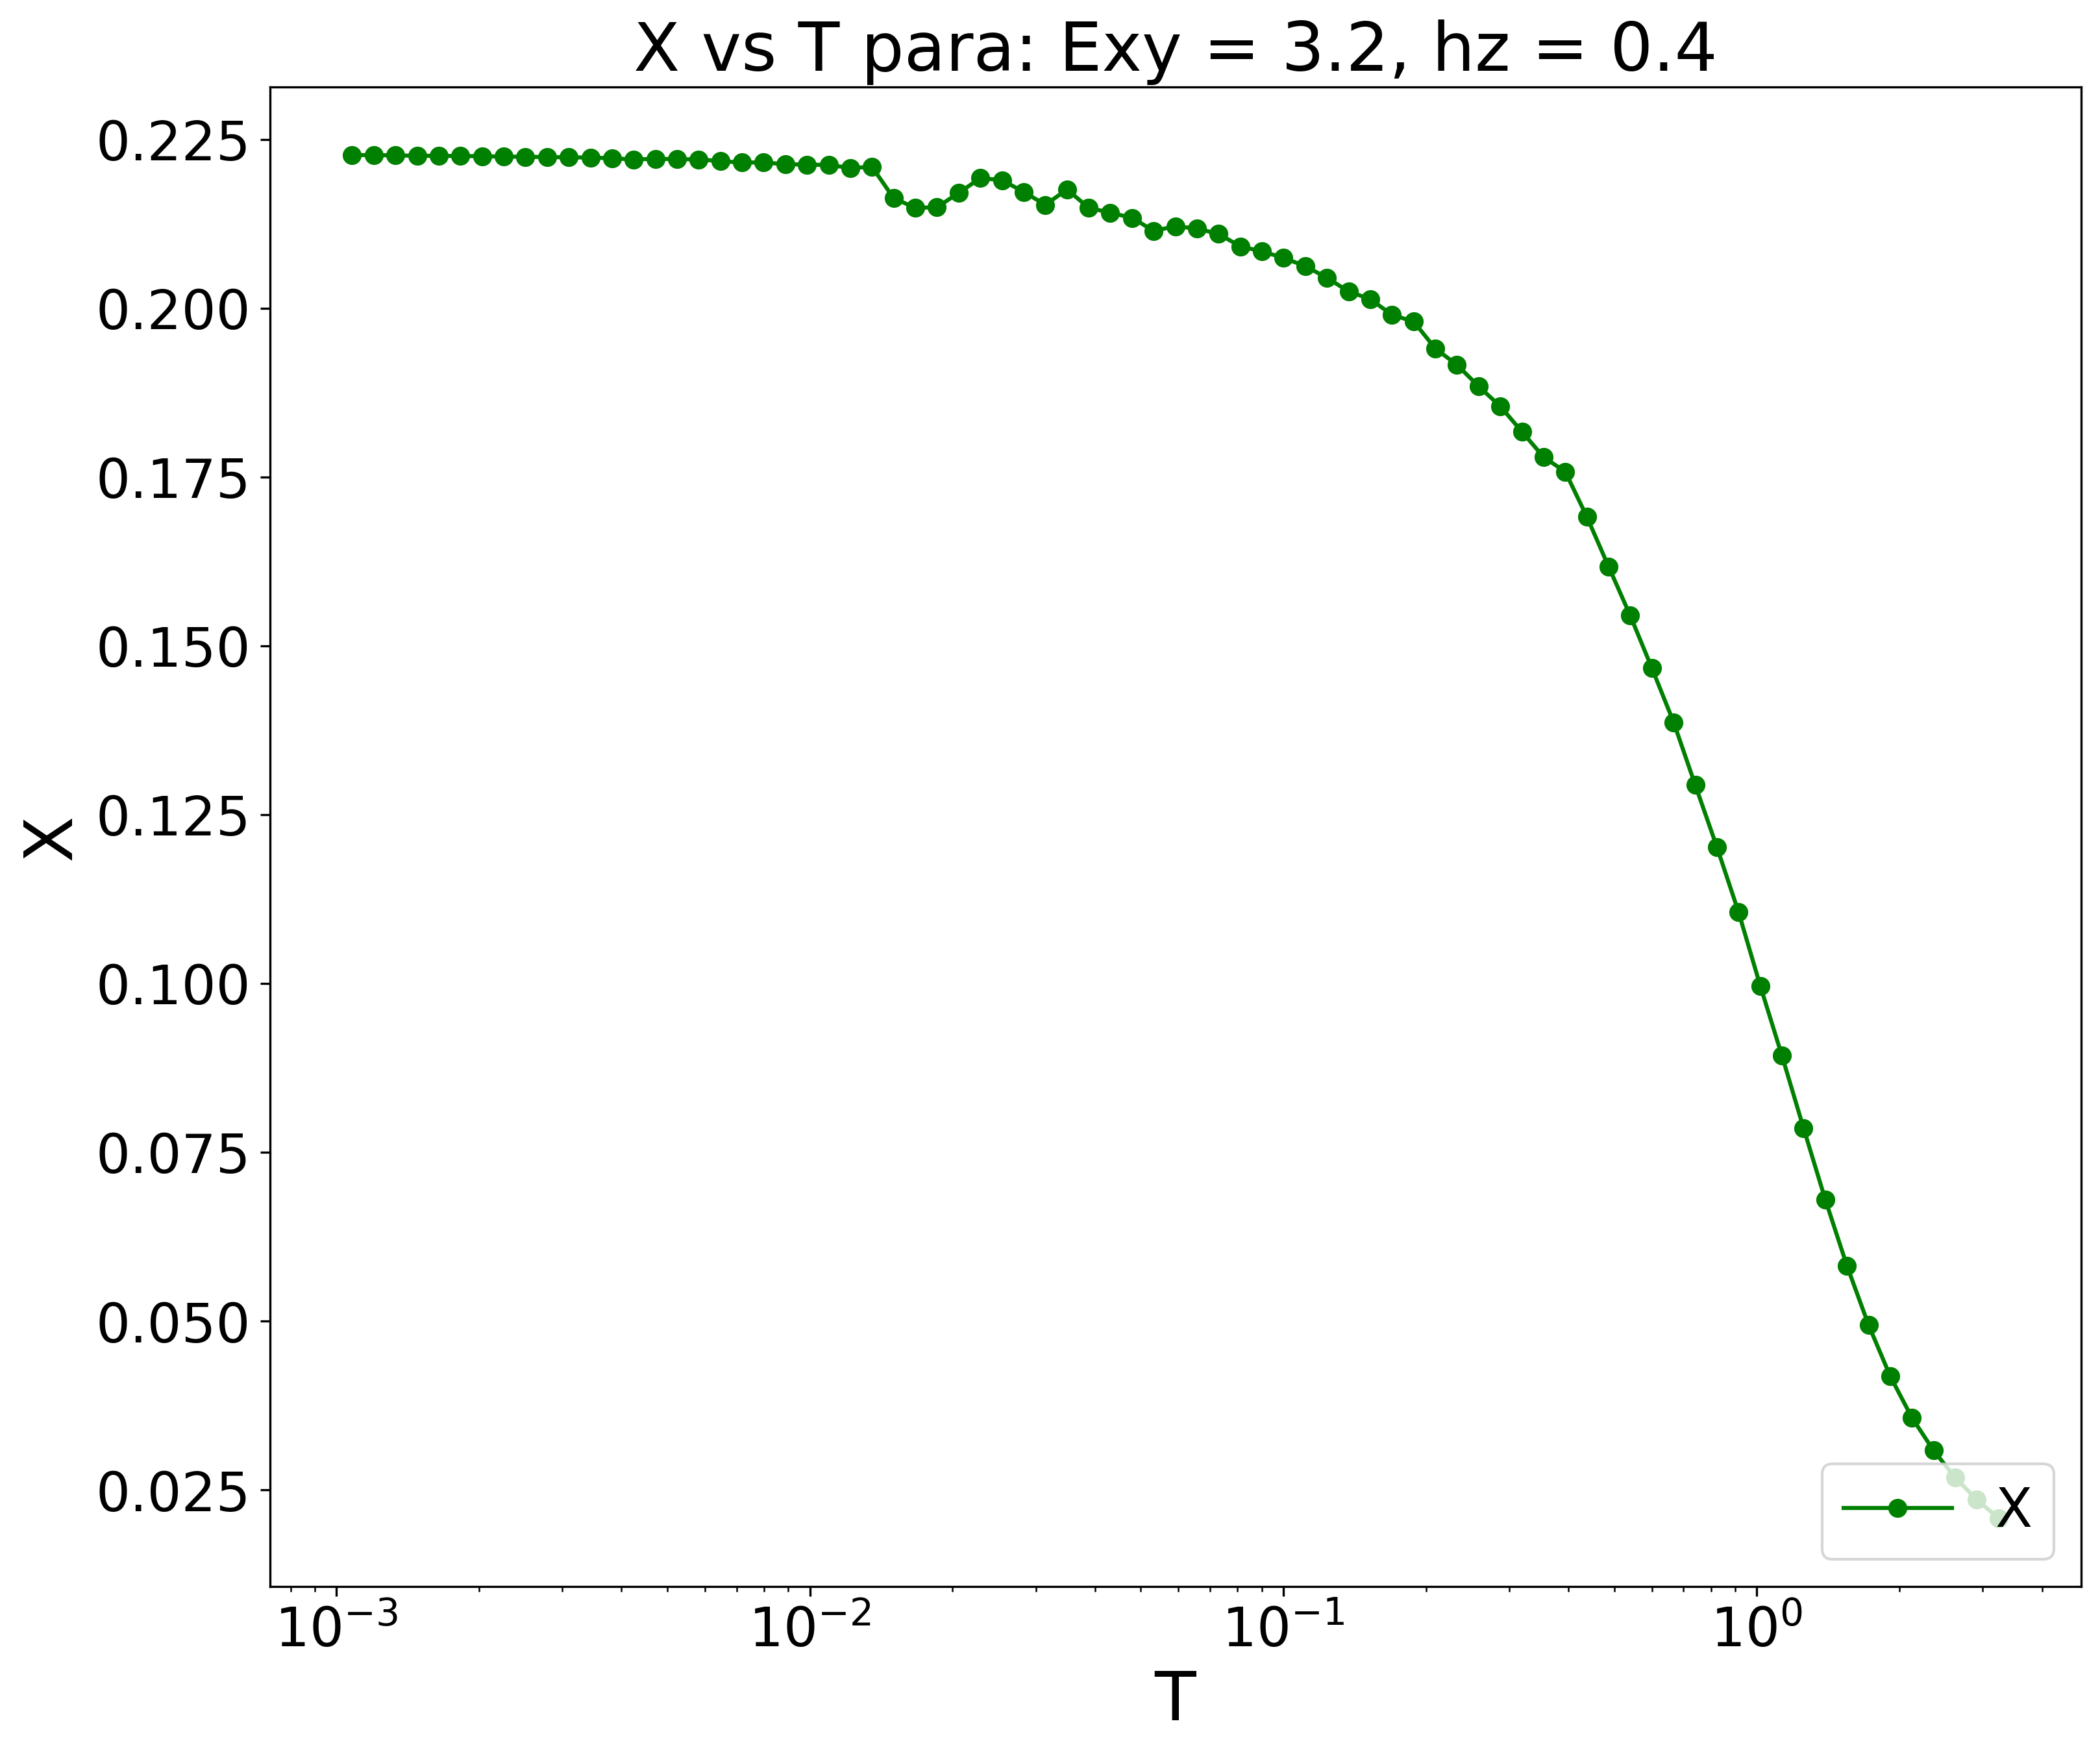 X vs T para: Exy = 3.2, hz = 0.4
X
0.225
0.200
0.175
0.150
0.125
0.100
0.075
0.050
0.025
X
10⁻³ 10⁻² 10⁻¹ 10⁰
T